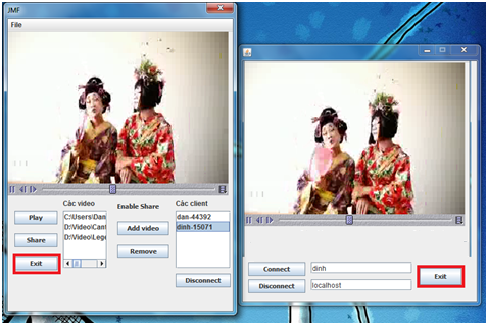 JMF
File
Các video
Enable Share
Các client
Play
Share
Exit
C:\Users\Dan
D:\Video\Cant
D:\Video\Lege
Add video
Remove
dan-44392
dinh-15071
Disconnect
Connect
dinh
Disconnect
localhost
Exit